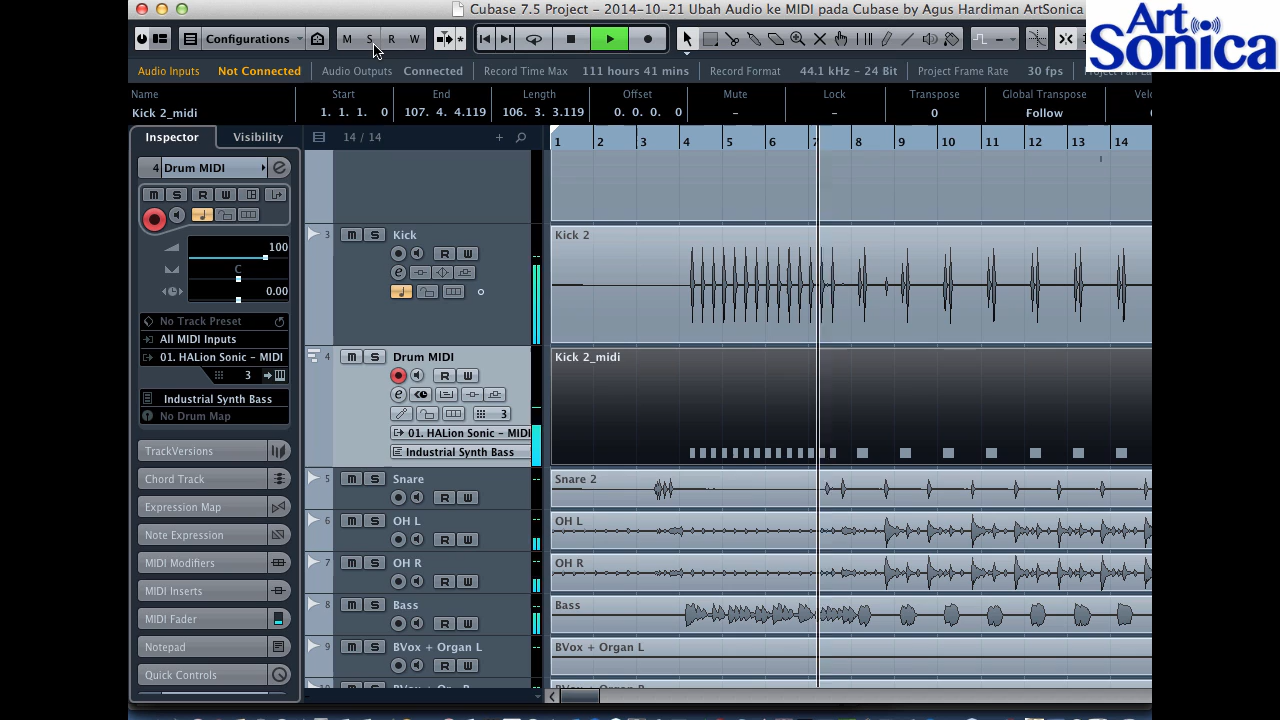 Cubase 7.5 Project - 2014-10-21 Ubah Audio ke MIDI pada Cubase by Agus Hardiman ArtSonica
Art Sonica
Configurations
M S R W
Audio Inputs Not Connected Audio Outputs Connected Record Time Max 111 hours 41 mins Record Format 44.1 kHz - 24 Bit Project Frame Rate 30 fps
Name Start End Length Offset Mute Lock Transpose Global Transpose
Kick 2_midi 1. 1. 1. 0 107. 4. 4.119 106. 3. 3.119 0. 0. 0. 0 - - 0 Follow
Inspector Visibility 14 / 14
1 2 3 4 5 6 7 8 9 10 11 12 13 14
4 Drum MIDI
M S R W
100
C
0.00
No Track Preset
All MIDI Inputs
01. HALion Sonic - MIDI
3
Industrial Synth Bass
No Drum Map
TrackVersions
Chord Track
Expression Map
Note Expression
MIDI Modifiers
MIDI Inserts
MIDI Fader
Notepad
Quick Controls
3 M S Kick
R W
Kick 2
4 M S Drum MIDI
R W
3
01. HALion Sonic - MIDI
Industrial Synth Bass
Kick 2_midi
5 M S Snare
R W
Snare 2
6 M S OH L
R W
OH L
7 M S OH R
R W
OH R
8 M S Bass
R W
Bass
9 M S BVox + Organ L
R W
BVox + Organ L